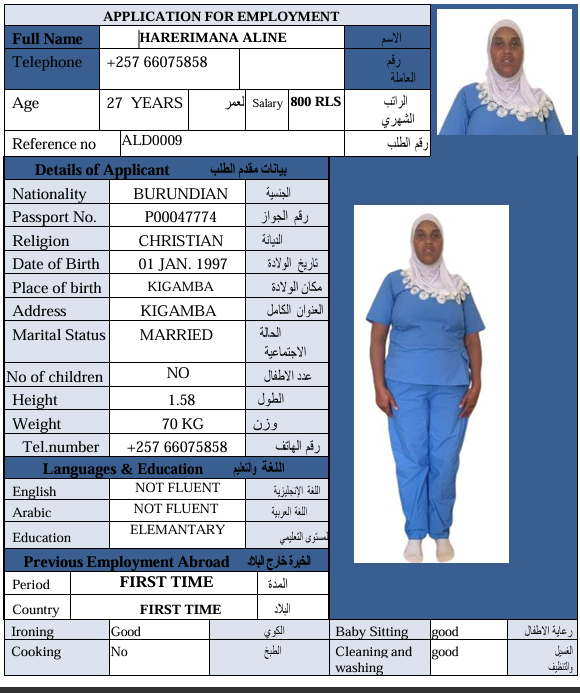 APPLICATION FOR EMPLOYMENT
Full Name HARERIMANA ALINE الاسم
Telephone +257 66075858 رقم العاملة
Age 27 YEARS لعمر Salary 800 RLS الراتب الشهري
Reference no ALD0009 رقم الطلب
Details of Applicant بيانات مقدم الطلب
Nationality BURUNDIAN الجنسية
Passport No. P00047774 رقم الجواز
Religion CHRISTIAN الديانة
Date of Birth 01 JAN. 1997 تاريخ الولادة
Place of birth KIGAMBA مكان الولادة
Address KIGAMBA العنوان الكامل
Marital Status MARRIED الحالة الاجتماعية
No of children NO عدد الاطفال
Height 1.58 الطول
Weight 70 KG وزن
Tel.number +257 66075858 رقم الهاتف
Languages & Education اللغة والتعليم
English NOT FLUENT اللغة الإنجليزية
Arabic NOT FLUENT اللغة العربية
Education ELEMANTARY لمستوى التعليمي
Previous Employment Abroad الخبرة خارج البلاد
Period FIRST TIME المدة
Country FIRST TIME البلاد
Ironing Good الكوي Baby Sitting good رعاية الاطفال
Cooking No الطبخ Cleaning and washing good الغسيل والتنظيف